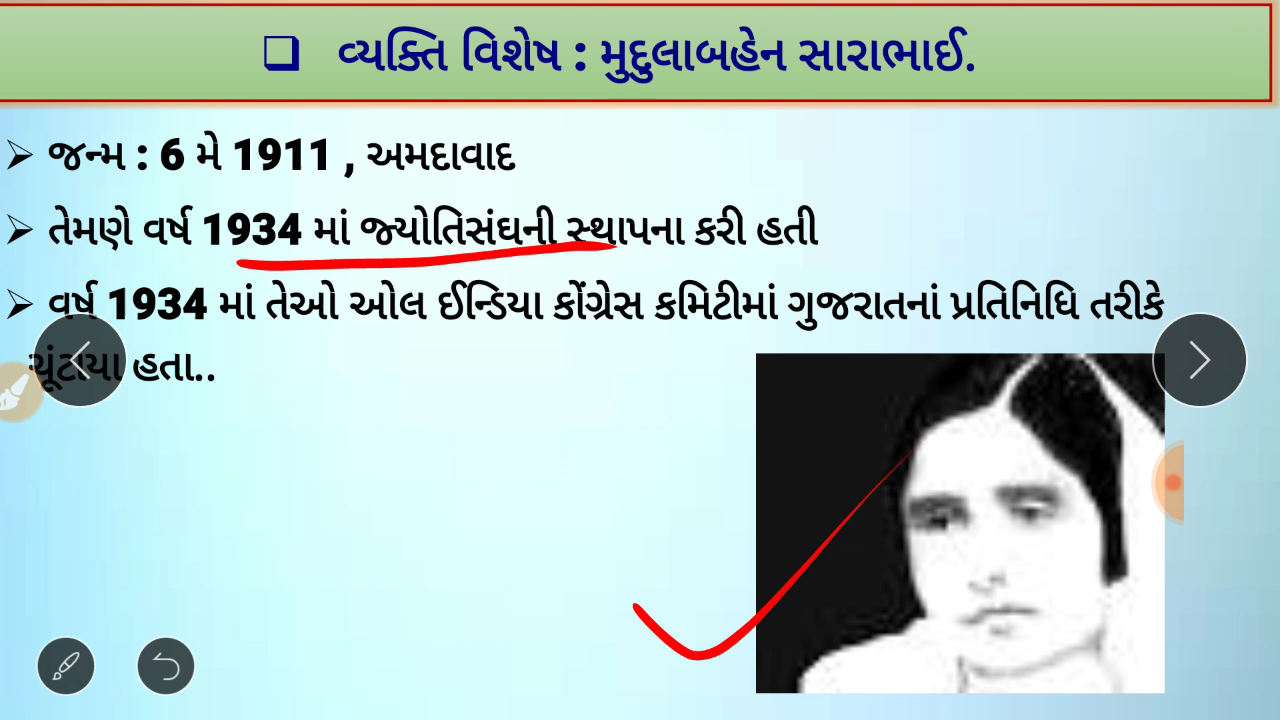 ❑ વ્યક્તિ વિશેષ : મુદુલાબહેન સારાભાઈ.
➢ જન્મ : 6 મે 1911 , અમદાવાદ
➢ તેમણે વર્ષ 1934 માં જ્યોતિસંઘની સ્થાપના કરી હતી
➢ વર્ષ 1934 માં તેઓ ઓલ ઈન્ડિયા કોંગ્રેસ કમિટીમાં ગુજરાતનાં પ્રતિનિધિ તરીકે
ચૂંટાયા હતા..